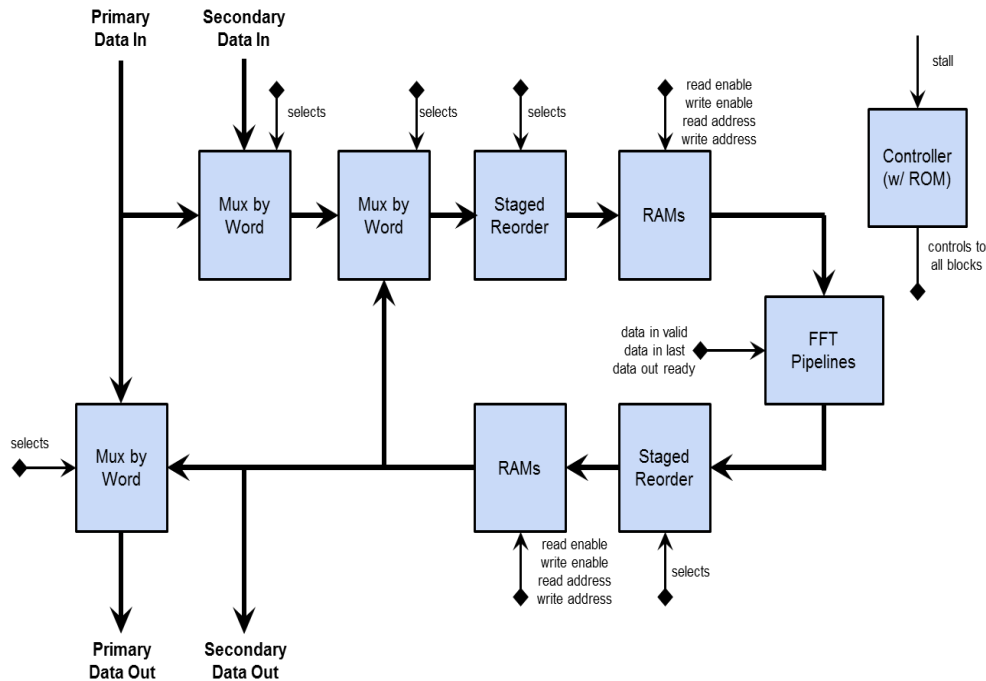 Primary
Data In
Secondary
Data In
selects
selects
selects
read enable
write enable
read address
write address
stall
Mux by
Word
Mux by
Word
Staged
Reorder
RAMs
Controller
(w/ ROM)
controls to
all blocks
data in valid
data in last
data out ready
FFT
Pipelines
selects
Mux by
Word
RAMs
Staged
Reorder
read enable
write enable
read address
write address
selects
Primary
Data Out
Secondary
Data Out